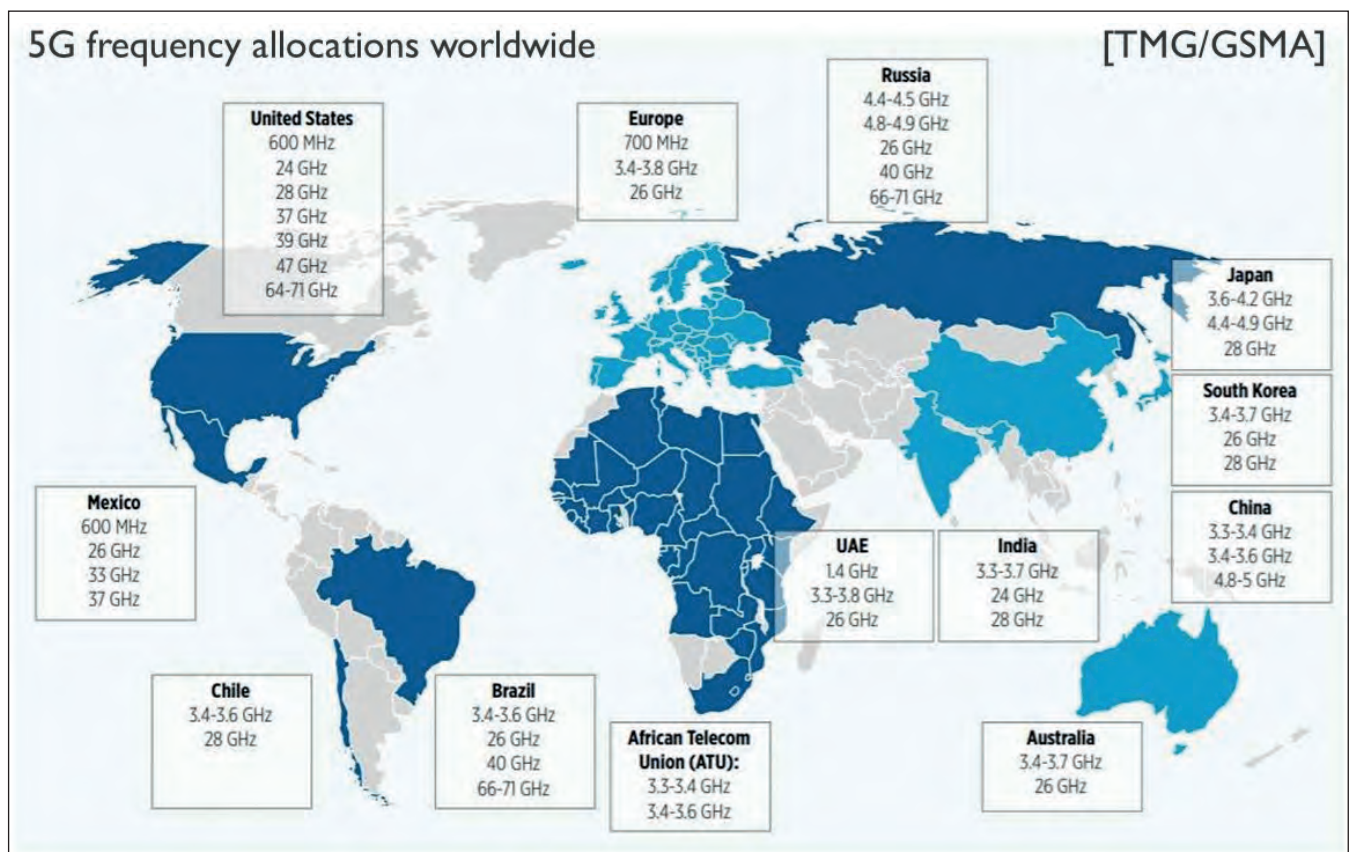 5G frequency allocations worldwide
[TMG/GSMA]
United States
600 MHz
24 GHz
28 GHz
37 GHz
39 GHz
47 GHz
64-71 GHz
Europe
700 MHz
3.4-3.8 GHz
26 GHz
Russia
4.4-4.5 GHz
4.8-4.9 GHz
26 GHz
40 GHz
66-71 GHz
Japan
3.6-4.2 GHz
4.4-4.9 GHz
28 GHz
South Korea
3.4-3.7 GHz
26 GHz
28 GHz
China
3.3-3.4 GHz
3.4-3.6 GHz
4.8-5 GHz
Mexico
600 MHz
26 GHz
33 GHz
37 GHz
UAE
1.4 GHz
3.3-3.8 GHz
26 GHz
India
3.3-3.7 GHz
24 GHz
28 GHz
Chile
3.4-3.6 GHz
28 GHz
Brazil
3.4-3.6 GHz
26 GHz
40 GHz
66-71 GHz
African Telecom
Union (ATU):
3.3-3.4 GHz
3.4-3.6 GHz
Australia
3.4-3.7 GHz
26 GHz